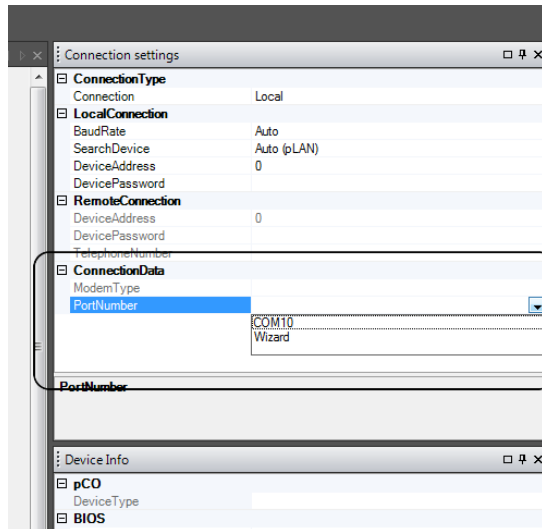 Connection settings
ConnectionType
Connection Local
LocalConnection
BaudRate Auto
SearchDevice Auto (pLAN)
DeviceAddress 0
DevicePassword
RemoteConnection
DeviceAddress 0
DevicePassword
TelephoneNumber
ConnectionData
ModemType
PortNumber
COM10
Wizard
PortNumber
Device Info
pCO
DeviceType
BIOS